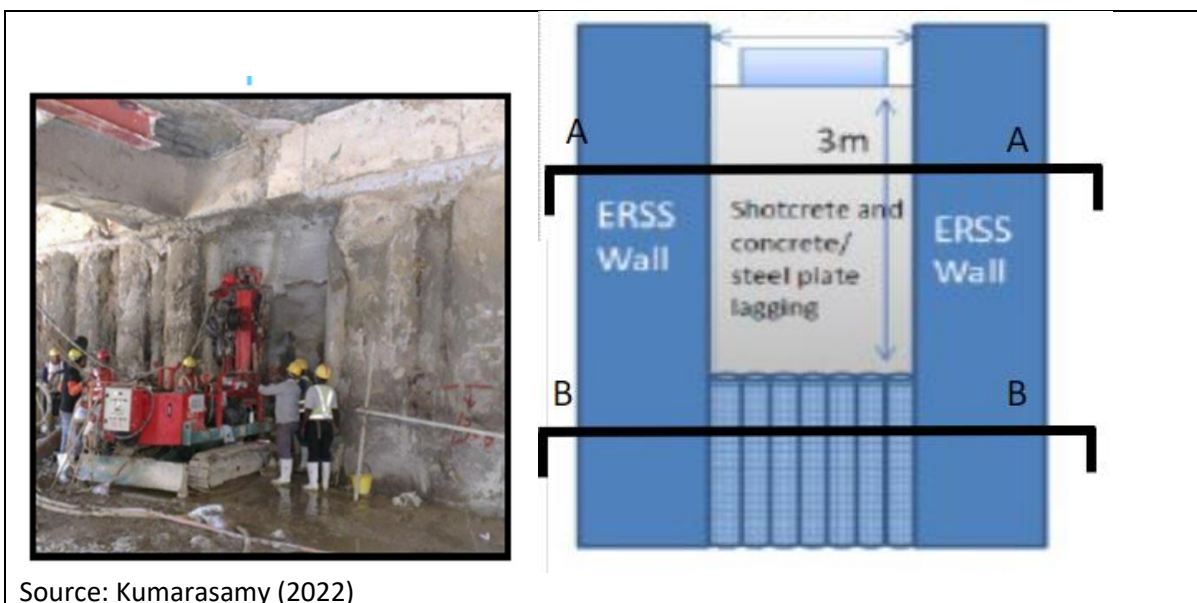 A
A
3m
ERSS
Wall
Shotcrete and
concrete/
steel plate
lagging
ERSS
Wall
B
B
Source: Kumarasamy (2022)